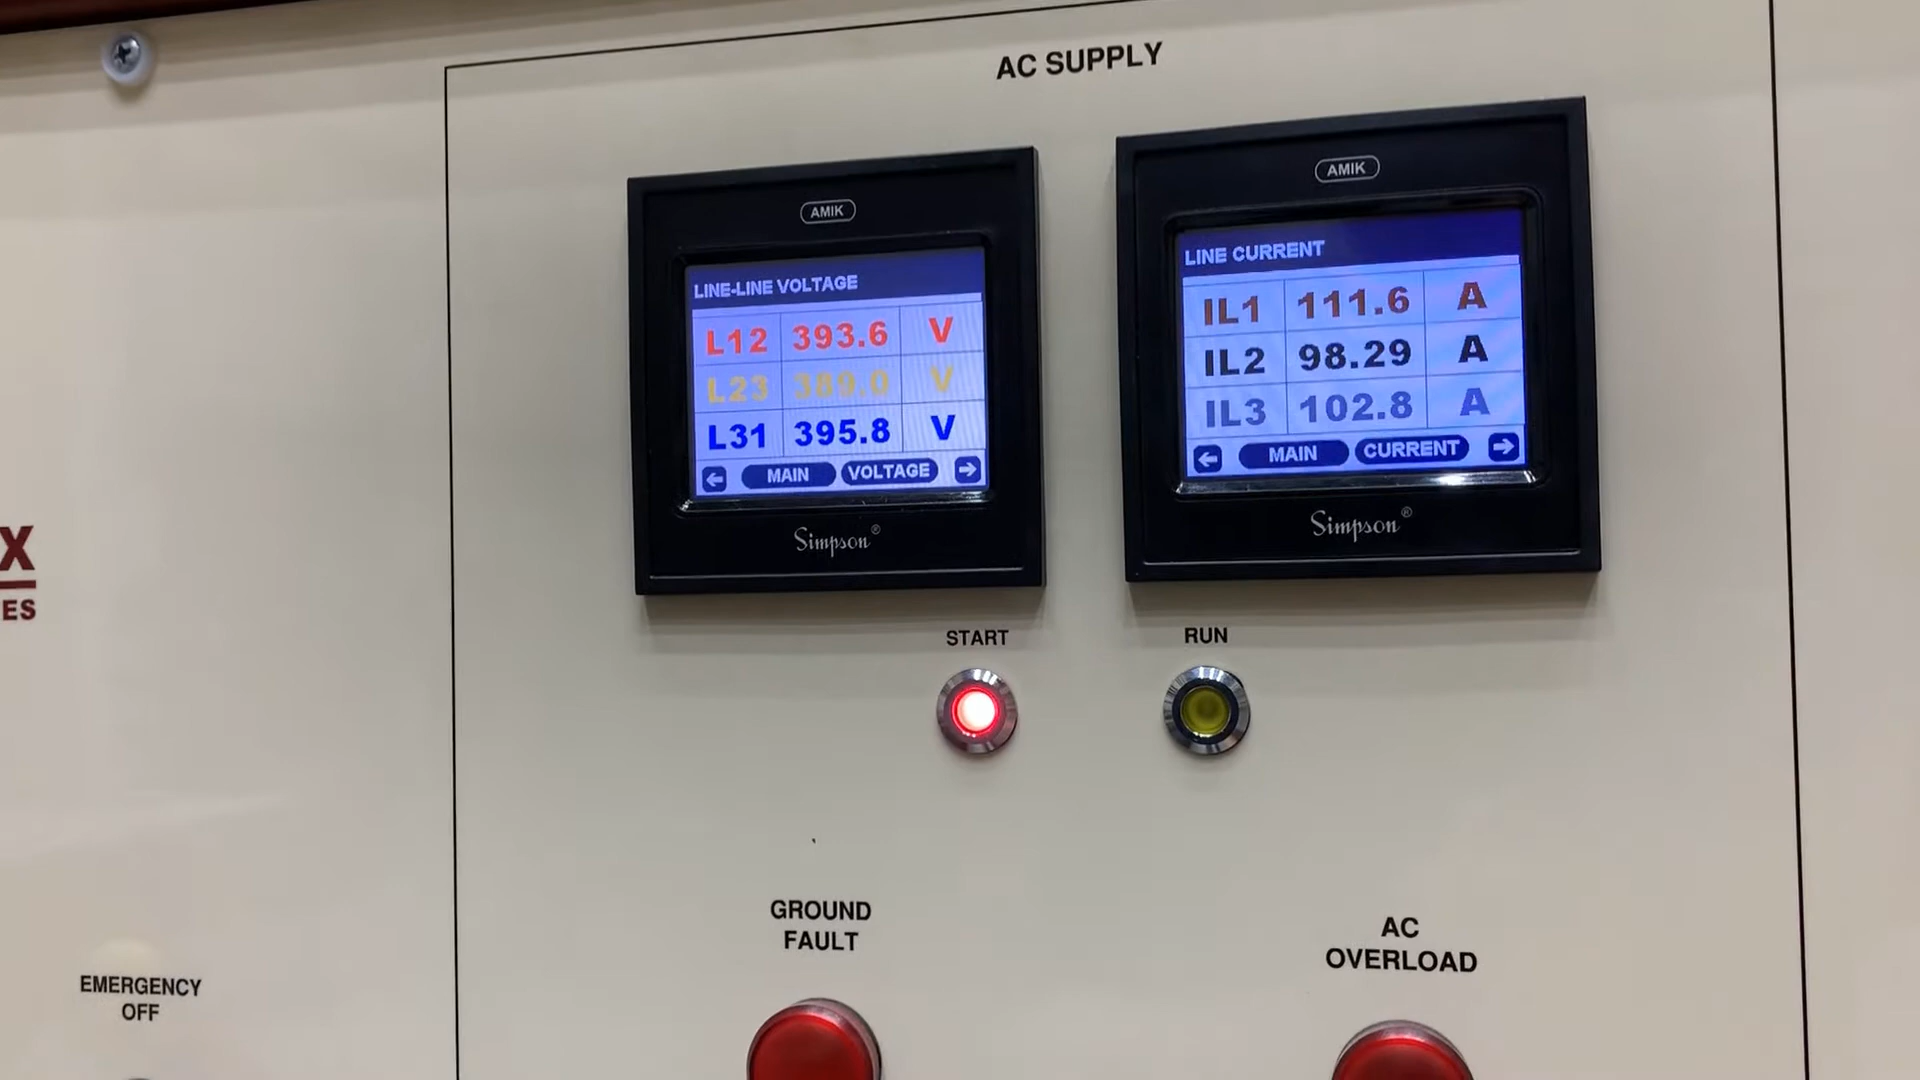 AC SUPPLY
AMIK
LINE-LINE VOLTAGE
L12 393.6 V
L23 389.0 V
L31 395.8 V
MAIN VOLTAGE
Simpson®
AMIK
LINE CURRENT
IL1 111.6 A
IL2 98.29 A
IL3 102.8 A
MAIN CURRENT
Simpson®
X
ES
START
RUN
GROUND
FAULT
AC
OVERLOAD
EMERGENCY
OFF